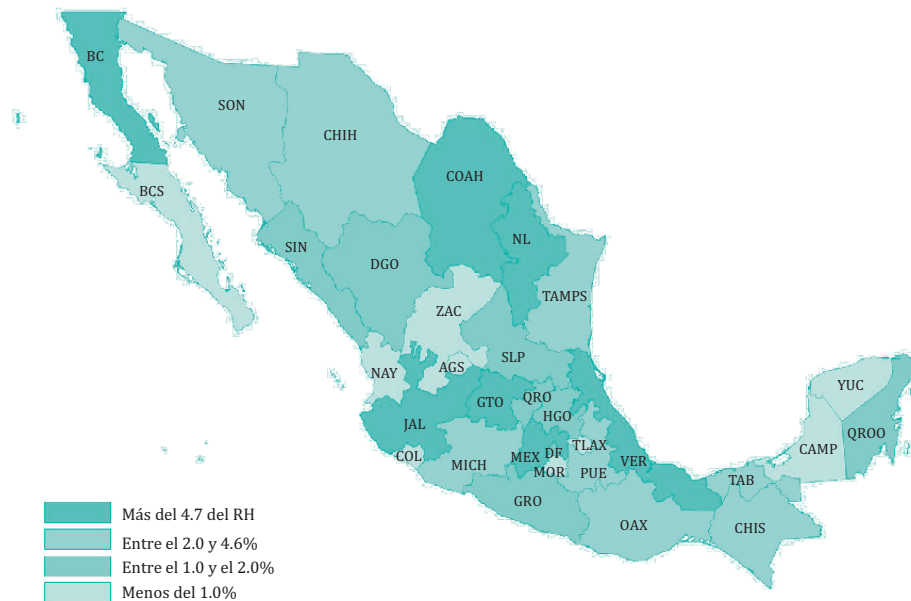 BC
SON
CHIH
COAH
BCS
NL
SIN
DGO
TAMPS
ZAC
SLP
AGS
NAY
YUC
QRO
GTO
HGO
JAL
QROO
TLAX
CAMP
COL
MEX
DF
VER
MICH
MOR
PUE
TAB
GRO
OAX
CHIS
Más del 4.7 del RH
Entre el 2.0 y 4.6%
Entre el 1.0 y el 2.0%
Menos del 1.0%